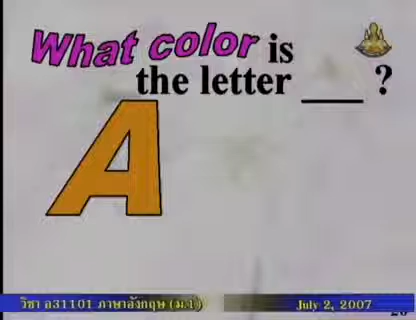 What color is
the letter ___ ?
A
วิชา อ31101 ภาษาอังกฤษ (ม.1)
July 2, 2007